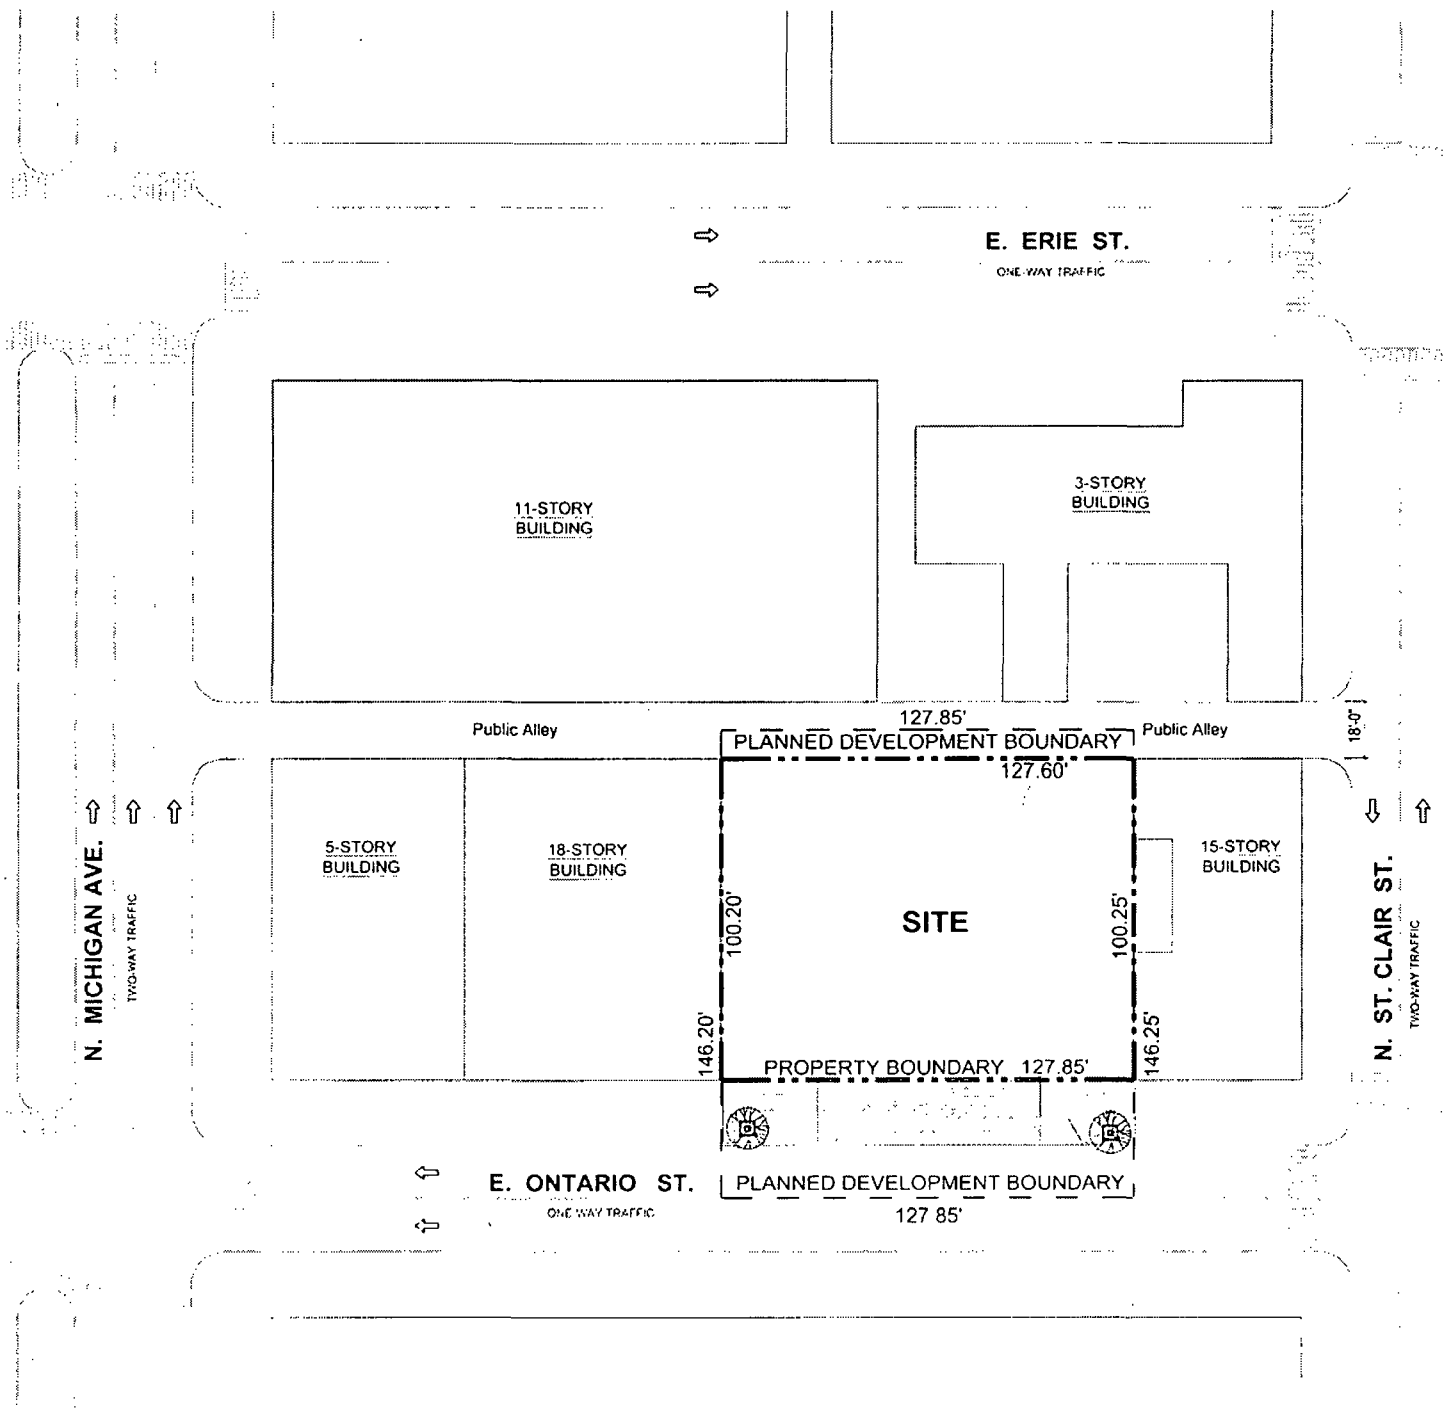 E. ERIE ST.
ONE-WAY TRAFFIC
11-STORY
BUILDING
3-STORY
BUILDING
Public Alley
127.85'
PLANNED DEVELOPMENT BOUNDARY
Public Alley
18'-0"
127.60'
N. MICHIGAN AVE.
TWO-WAY TRAFFIC
5-STORY
BUILDING
18-STORY
BUILDING
100.20'
SITE
100.25'
15-STORY
BUILDING
N. ST. CLAIR ST.
TWO-WAY TRAFFIC
146.20'
PROPERTY BOUNDARY 127.85'
146.25'
E. ONTARIO ST.
ONE WAY TRAFFIC
PLANNED DEVELOPMENT BOUNDARY
127 85'